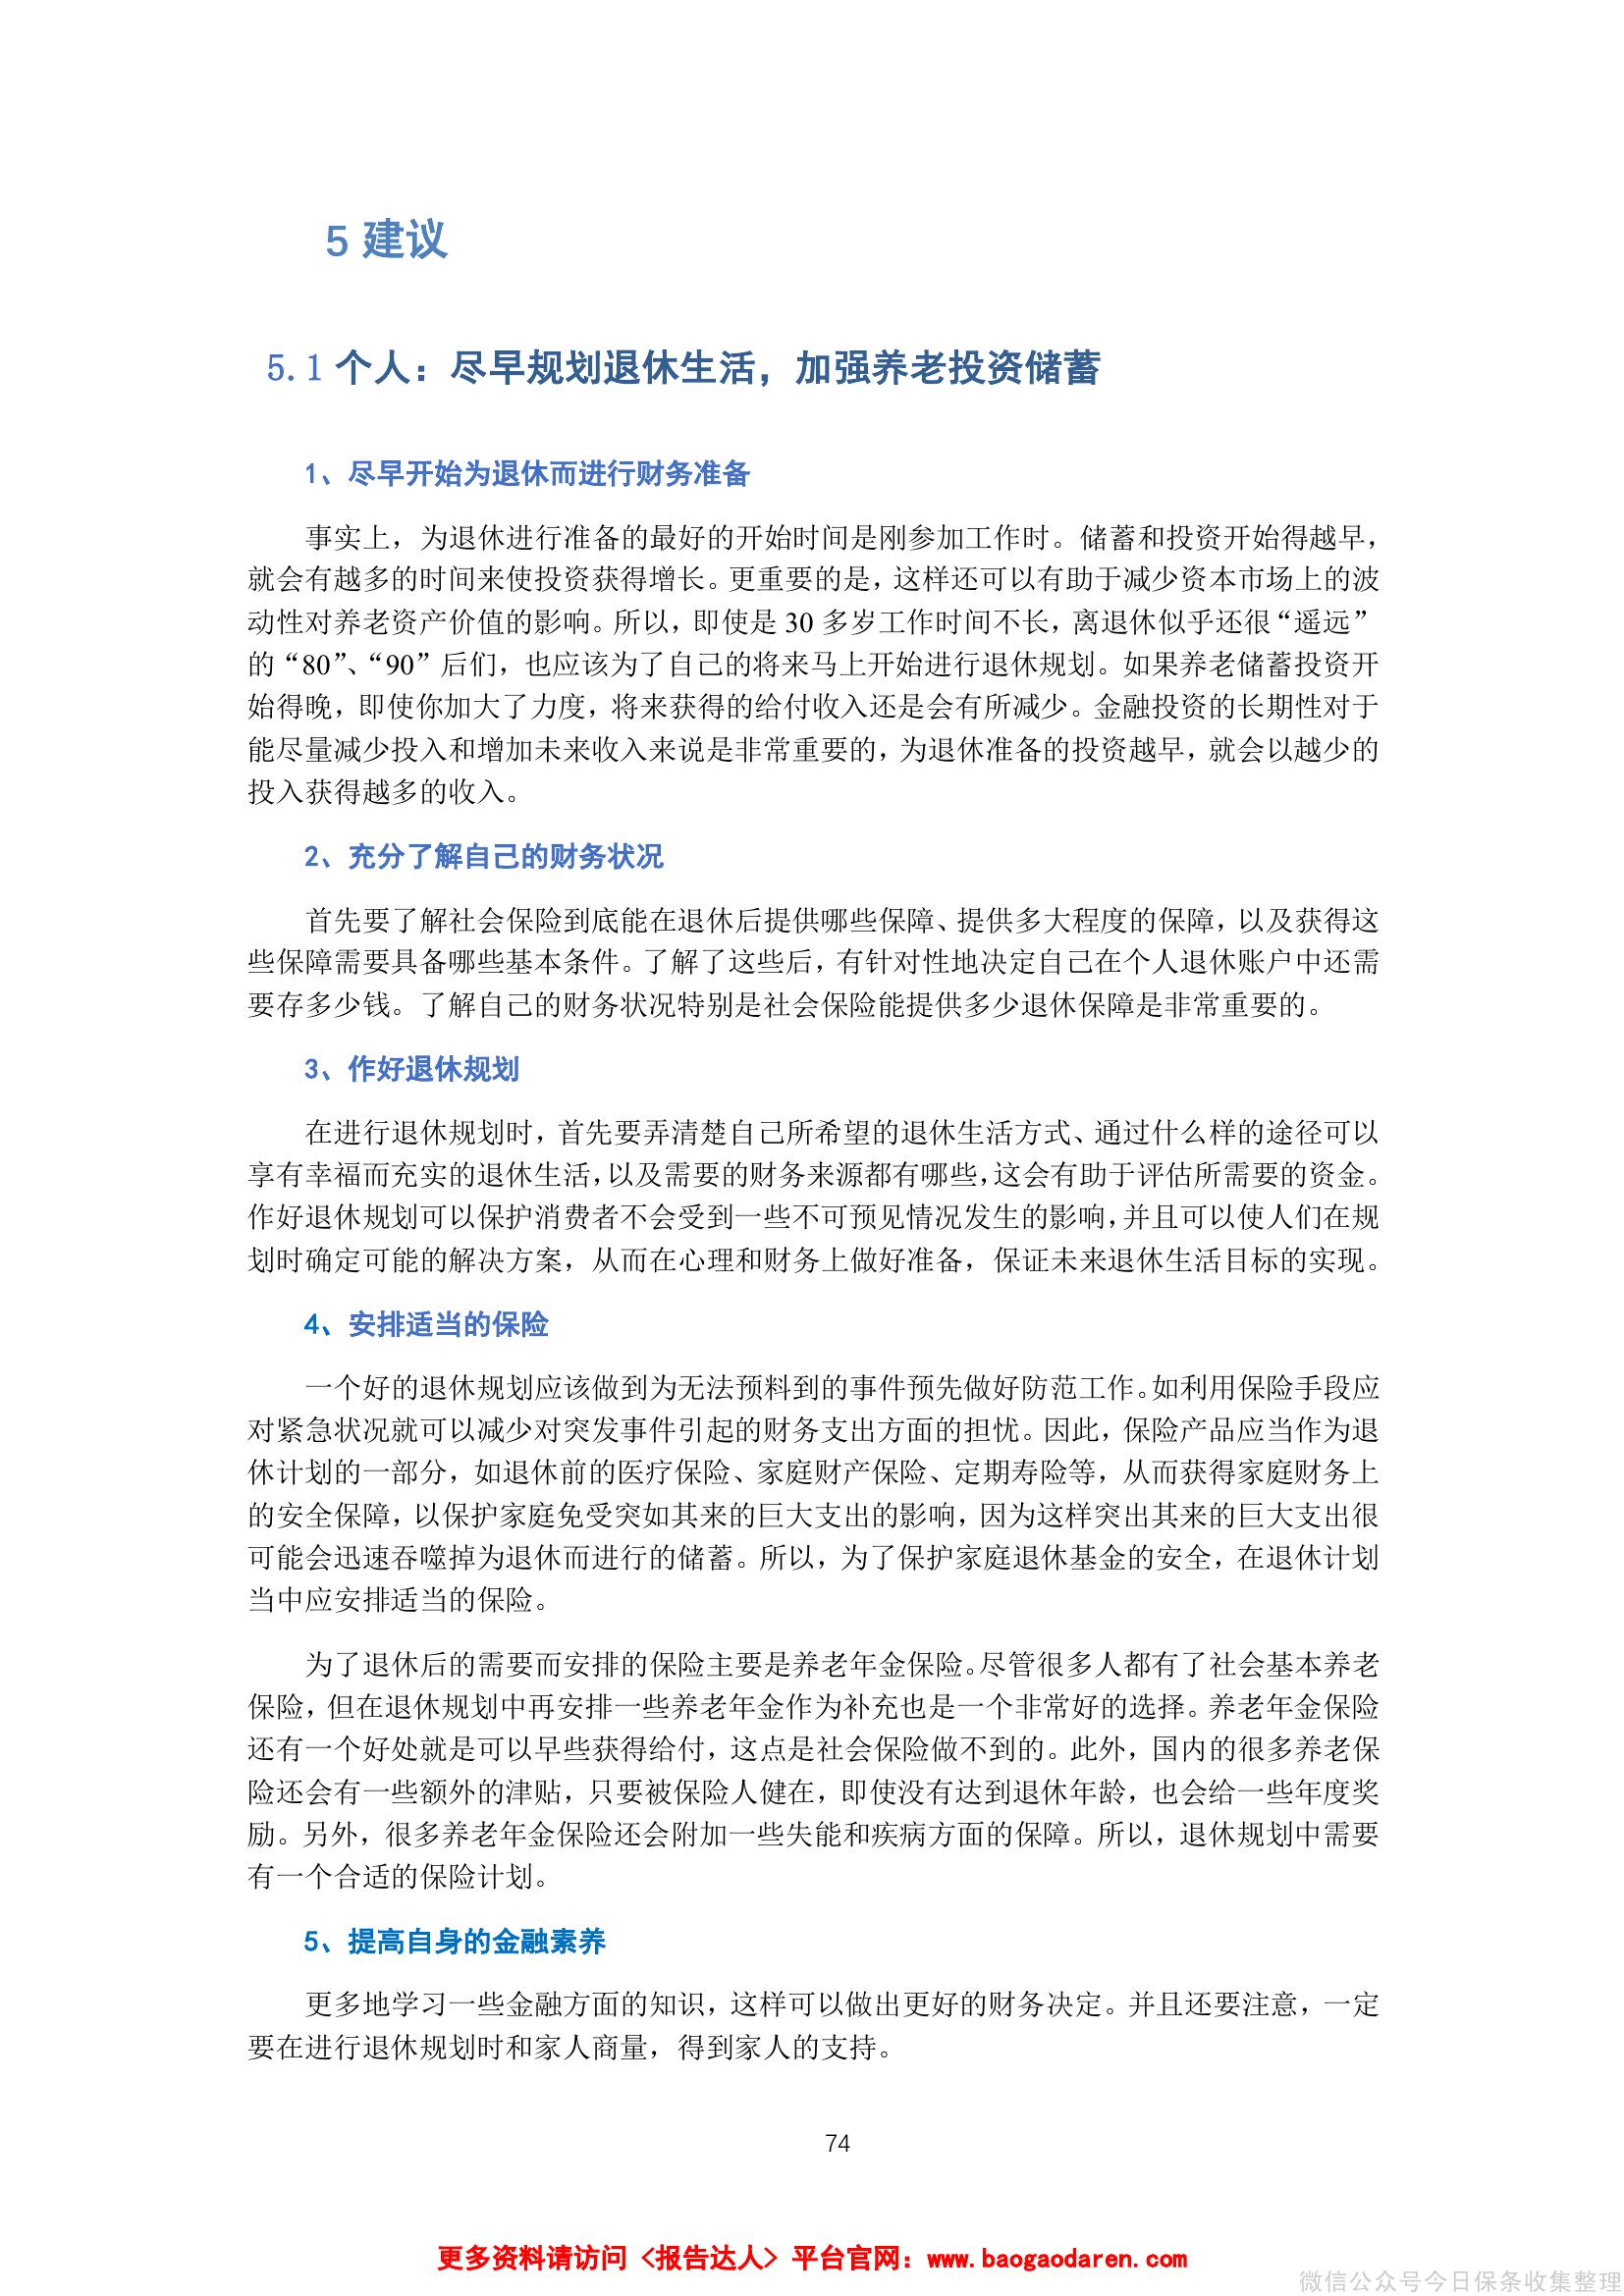 5 建议
5.1 个人：尽早规划退休生活，加强养老投资储蓄
1、尽早开始为退休而进行财务准备
事实上，为退休进行准备的最好的开始时间是刚参加工作时。储蓄和投资开始得越早，
就会有越多的时间来使投资获得增长。更重要的是，这样还可以有助于减少资本市场上的波
动性对养老资产价值的影响。所以，即使是 30 多岁工作时间不长，离退休似乎还很“遥远”
的“80”、“90”后们，也应该为了自己的将来马上开始进行退休规划。如果养老储蓄投资开
始得晚，即使你加大了力度，将来获得的给付收入还是会有所减少。金融投资的长期性对于
能尽量减少投入和增加未来收入来说是非常重要的，为退休准备的投资越早，就会以越少的
投入获得越多的收入。
2、充分了解自己的财务状况
首先要了解社会保险到底能在退休后提供哪些保障、提供多大程度的保障，以及获得这
些保障需要具备哪些基本条件。了解了这些后，有针对性地决定自己在个人退休账户中还需
要存多少钱。了解自己的财务状况特别是社会保险能提供多少退休保障是非常重要的。
3、作好退休规划
在进行退休规划时，首先要弄清楚自己所希望的退休生活方式、通过什么样的途径可以
享有幸福而充实的退休生活，以及需要的财务来源都有哪些，这会有助于评估所需要的资金。
作好退休规划可以保护消费者不会受到一些不可预见情况发生的影响，并且可以使人们在规
划时确定可能的解决方案，从而在心理和财务上做好准备，保证未来退休生活目标的实现。
4、安排适当的保险
一个好的退休规划应该做到为无法预料到的事件预先做好防范工作。如利用保险手段应
对紧急状况就可以减少对突发事件引起的财务支出方面的担忧。因此，保险产品应当作为退
休计划的一部分，如退休前的医疗保险、家庭财产保险、定期寿险等，从而获得家庭财务上
的安全保障，以保护家庭免受突如其来的巨大支出的影响，因为这样突出其来的巨大支出很
可能会迅速吞噬掉为退休而进行的储蓄。所以，为了保护家庭退休基金的安全，在退休计划
当中应安排适当的保险。
为了退休后的需要而安排的保险主要是养老年金保险。尽管很多人都有了社会基本养老
保险，但在退休规划中再安排一些养老年金作为补充也是一个非常好的选择。养老年金保险
还有一个好处就是可以早些获得给付，这点是社会保险做不到的。此外，国内的很多养老保
险还会有一些额外的津贴，只要被保险人健在，即使没有达到退休年龄，也会给一些年度奖
励。另外，很多养老年金保险还会附加一些失能和疾病方面的保障。所以，退休规划中需要
有一个合适的保险计划。
5、提高自身的金融素养
更多地学习一些金融方面的知识，这样可以做出更好的财务决定。并且还要注意，一定
要在进行退休规划时和家人商量，得到家人的支持。
74
更多资料请访问《报告达人》平台官网：www.baogaodaren.com
微信公众号今日保条收集整理